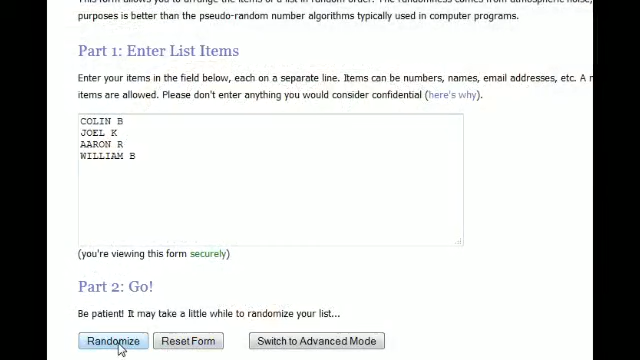 This form allows you to arrange the items of a list in random order. The randomness comes from atmospheric noise,
purposes is better than the pseudo-random number algorithms typically used in computer programs.
Part 1: Enter List Items
Enter your items in the field below, each on a separate line. Items can be numbers, names, email addresses, etc. A m
items are allowed. Please don't enter anything you would consider confidential (here's why).
COLIN B
JOEL K
AARON R
WILLIAM B
(you're viewing this form securely)
Part 2: Go!
Be patient! It may take a little while to randomize your list...
Randomize Reset Form Switch to Advanced Mode